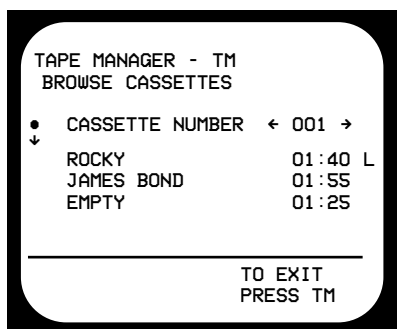 TAPE MANAGER - TM
BROWSE CASSETTES
CASSETTE NUMBER ← 001 →
ROCKY 01:40 L
JAMES BOND 01:55
EMPTY 01:25
TO EXIT
PRESS TM